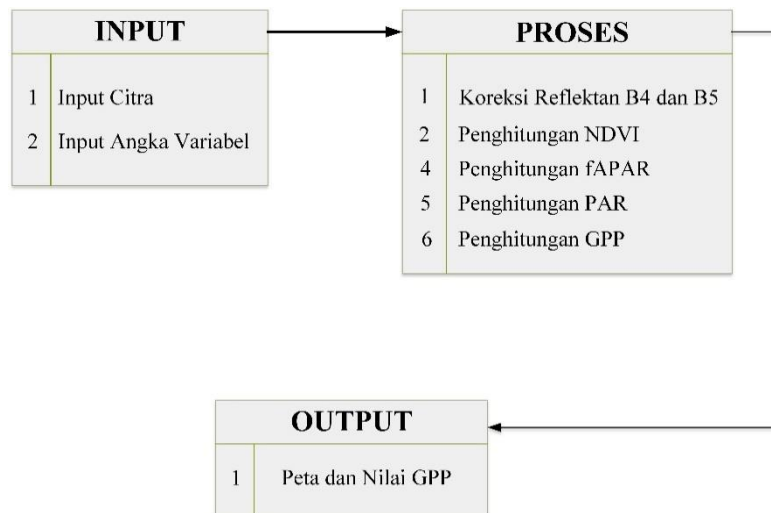 INPUT
1 Input Citra
2 Input Angka Variabel
PROSES
1 Koreksi Reflektan B4 dan B5
2 Penghitungan NDVI
4 Penghitungan fAPAR
5 Penghitungan PAR
6 Penghitungan GPP
OUTPUT
1 Peta dan Nilai GPP